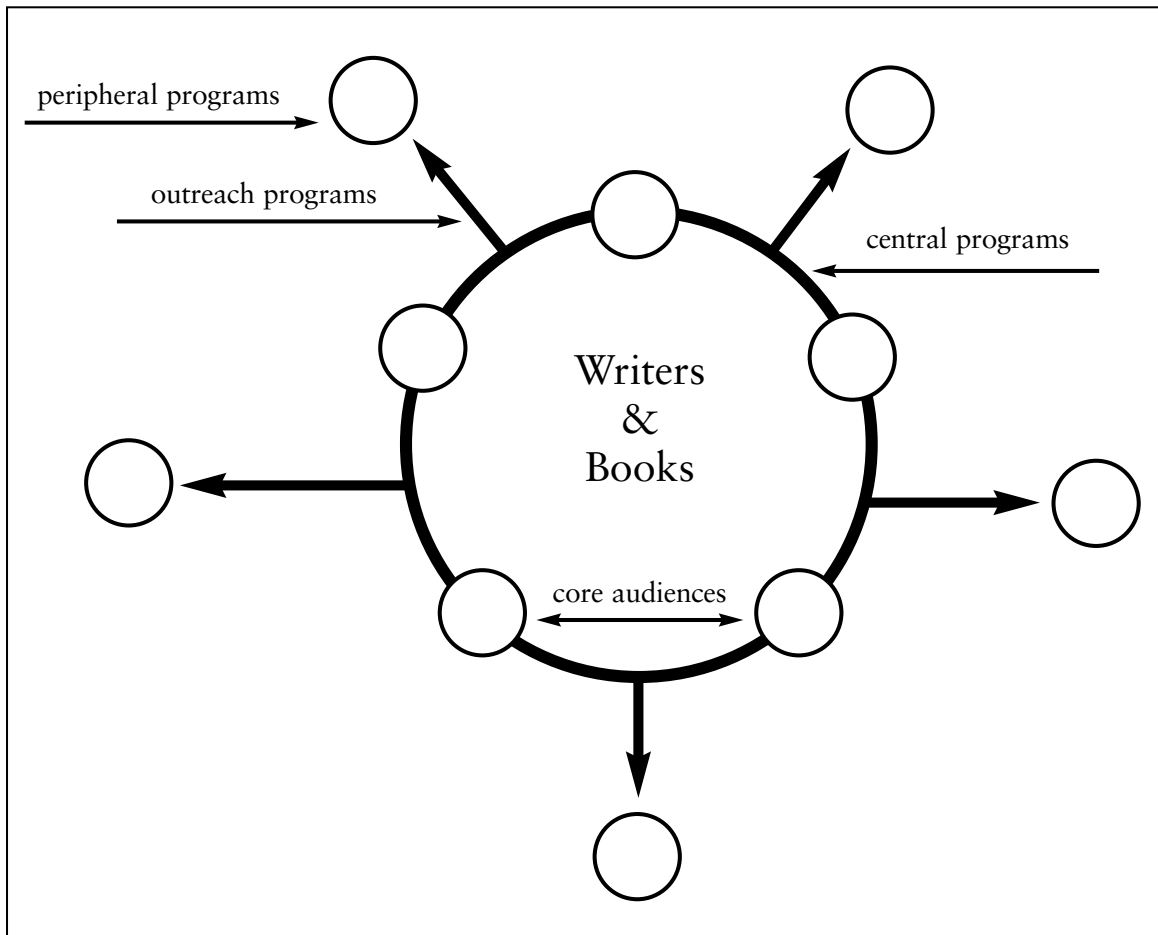 peripheral programs
outreach programs
central programs
Writers
&
Books
core audiences